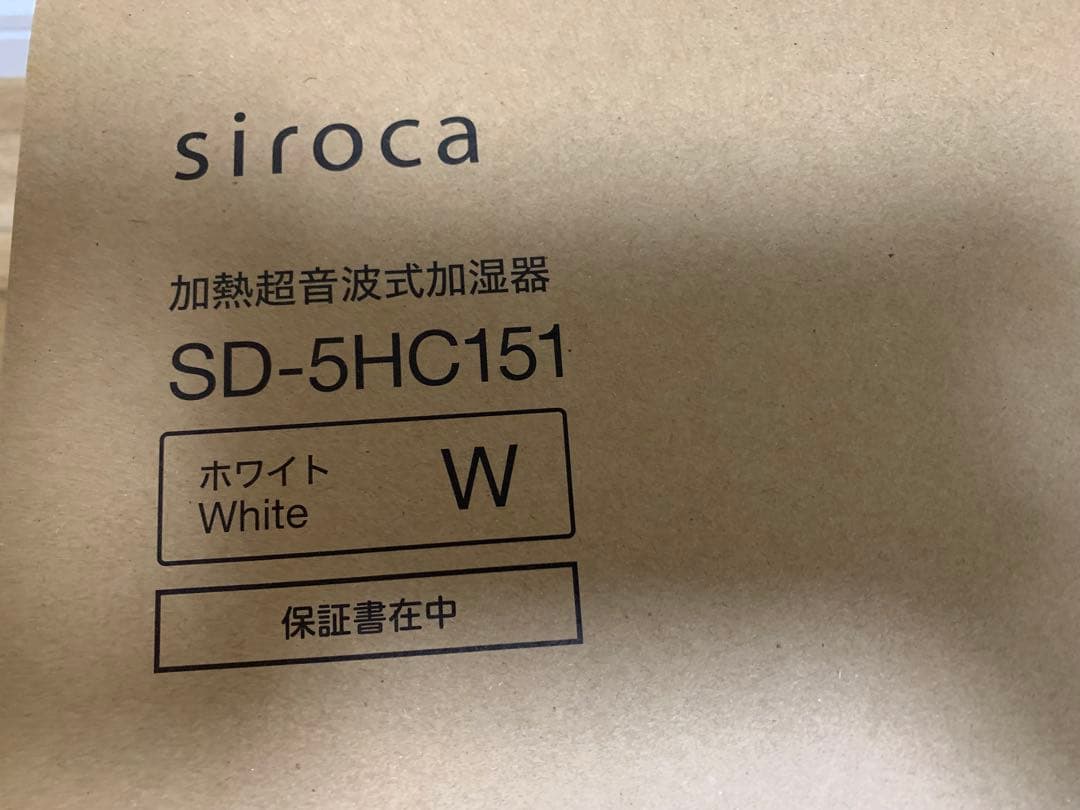 siroca
加熱超音波式加湿器
SD-5HC151
ホワイト
White
W
保証書在中